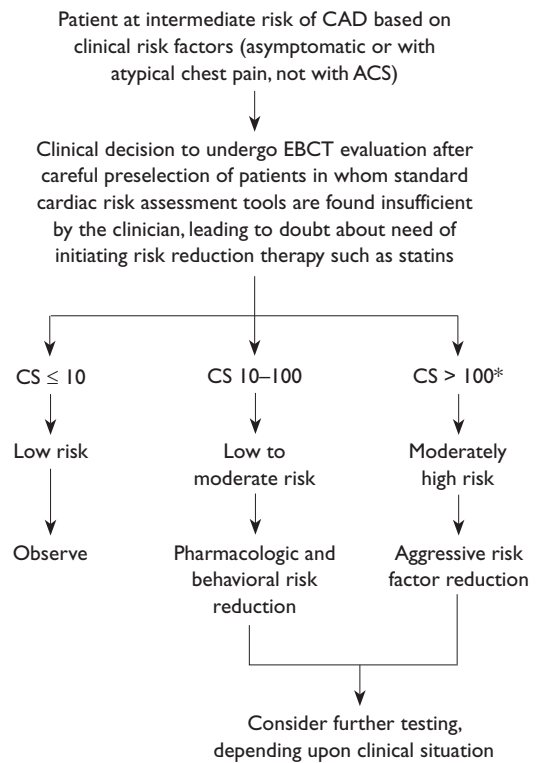 Patient at intermediate risk of CAD based on
clinical risk factors (asymptomatic or with
atypical chest pain, not with ACS)
Clinical decision to undergo EBCT evaluation after
careful preselection of patients in whom standard
cardiac risk assessment tools are found insufficient
by the clinician, leading to doubt about need of
initiating risk reduction therapy such as statins
CS ≤ 10
CS 10–100
CS > 100*
Low risk
Low to
moderate risk
Moderately
high risk
Observe
Pharmacologic and
behavioral risk
reduction
Aggressive risk
factor reduction
Consider further testing,
depending upon clinical situation